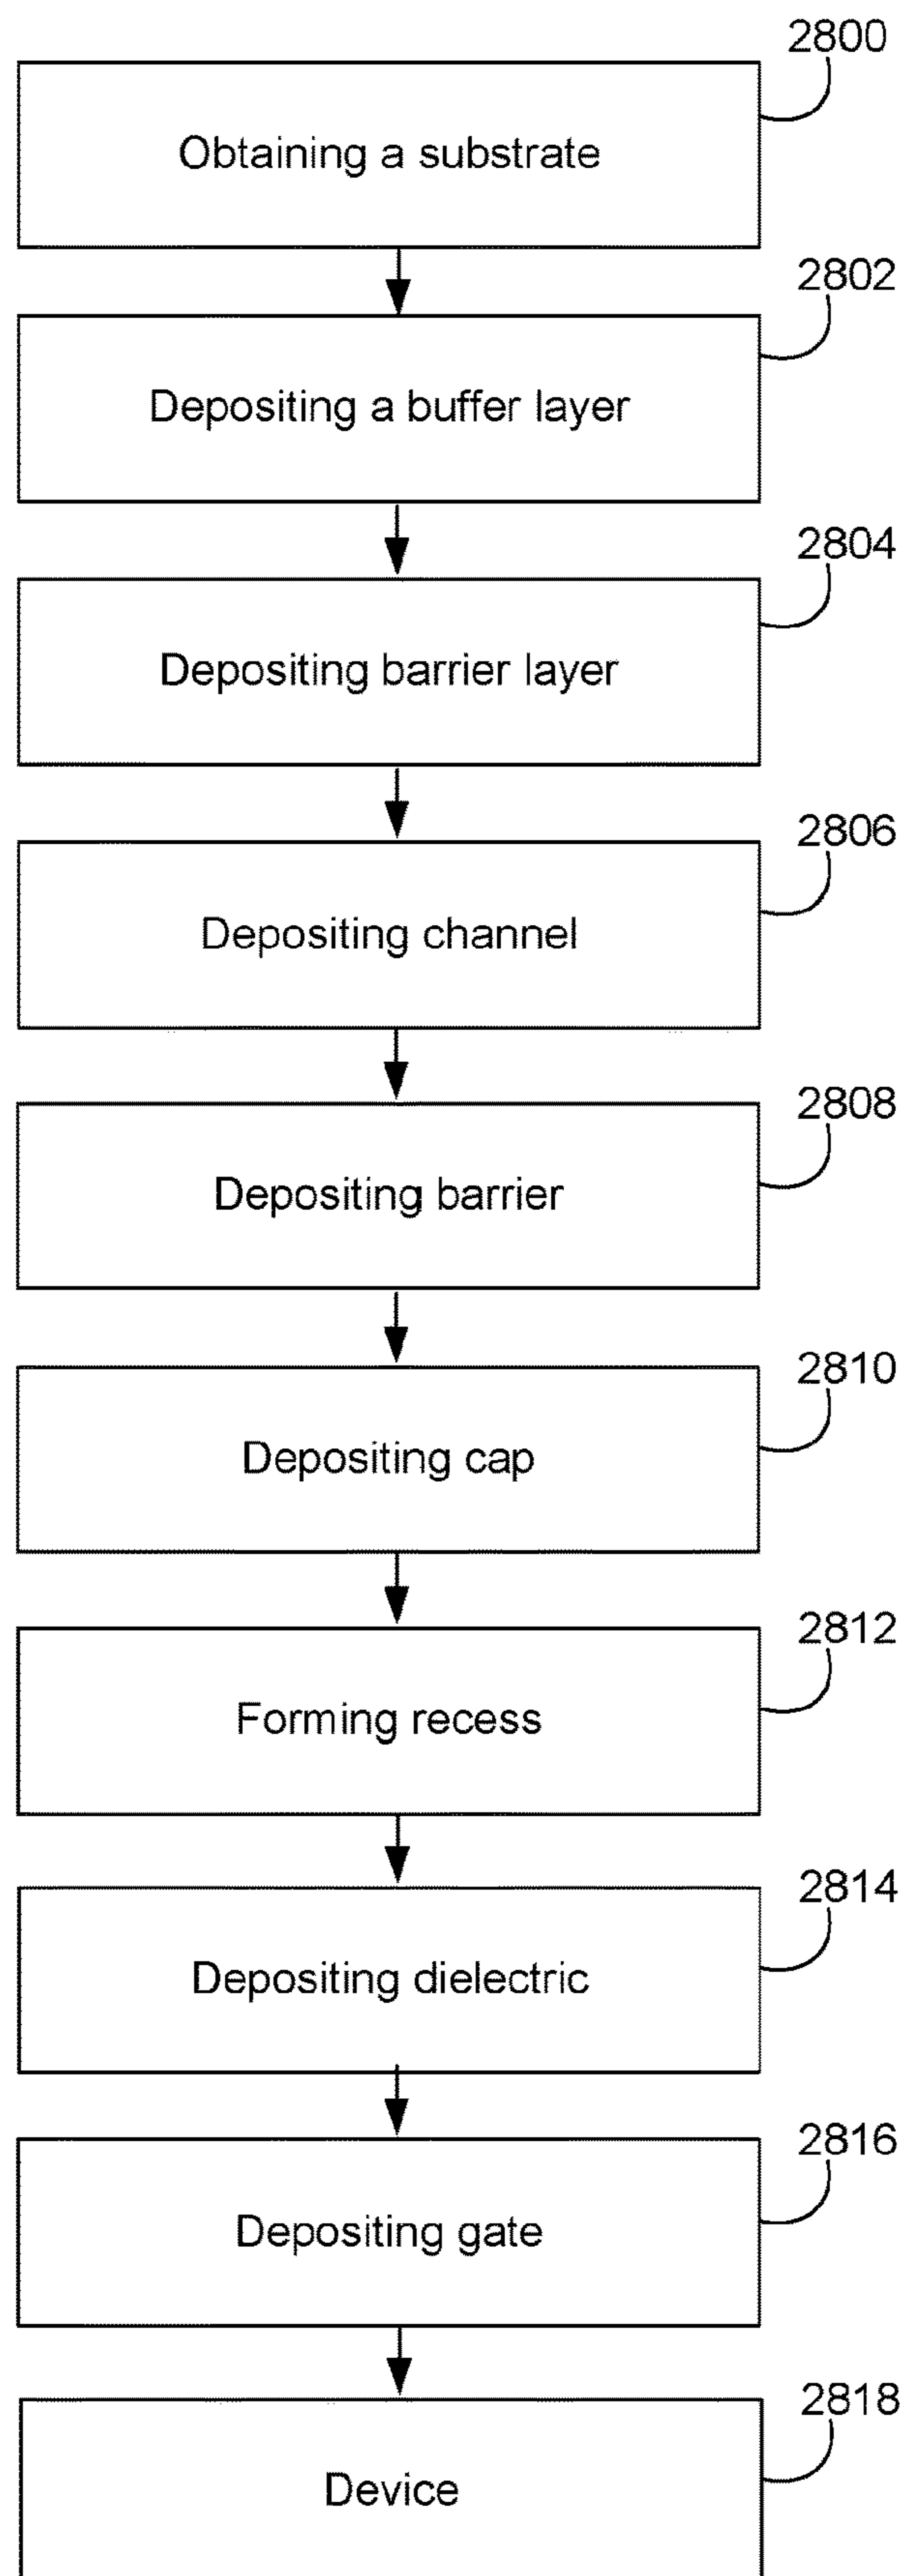 2800
Obtaining a substrate
2802
Depositing a buffer layer
2804
Depositing barrier layer
2806
Depositing channel
2808
Depositing barrier
2810
Depositing cap
2812
Forming recess
2814
Depositing dielectric
2816
Depositing gate
2818
Device